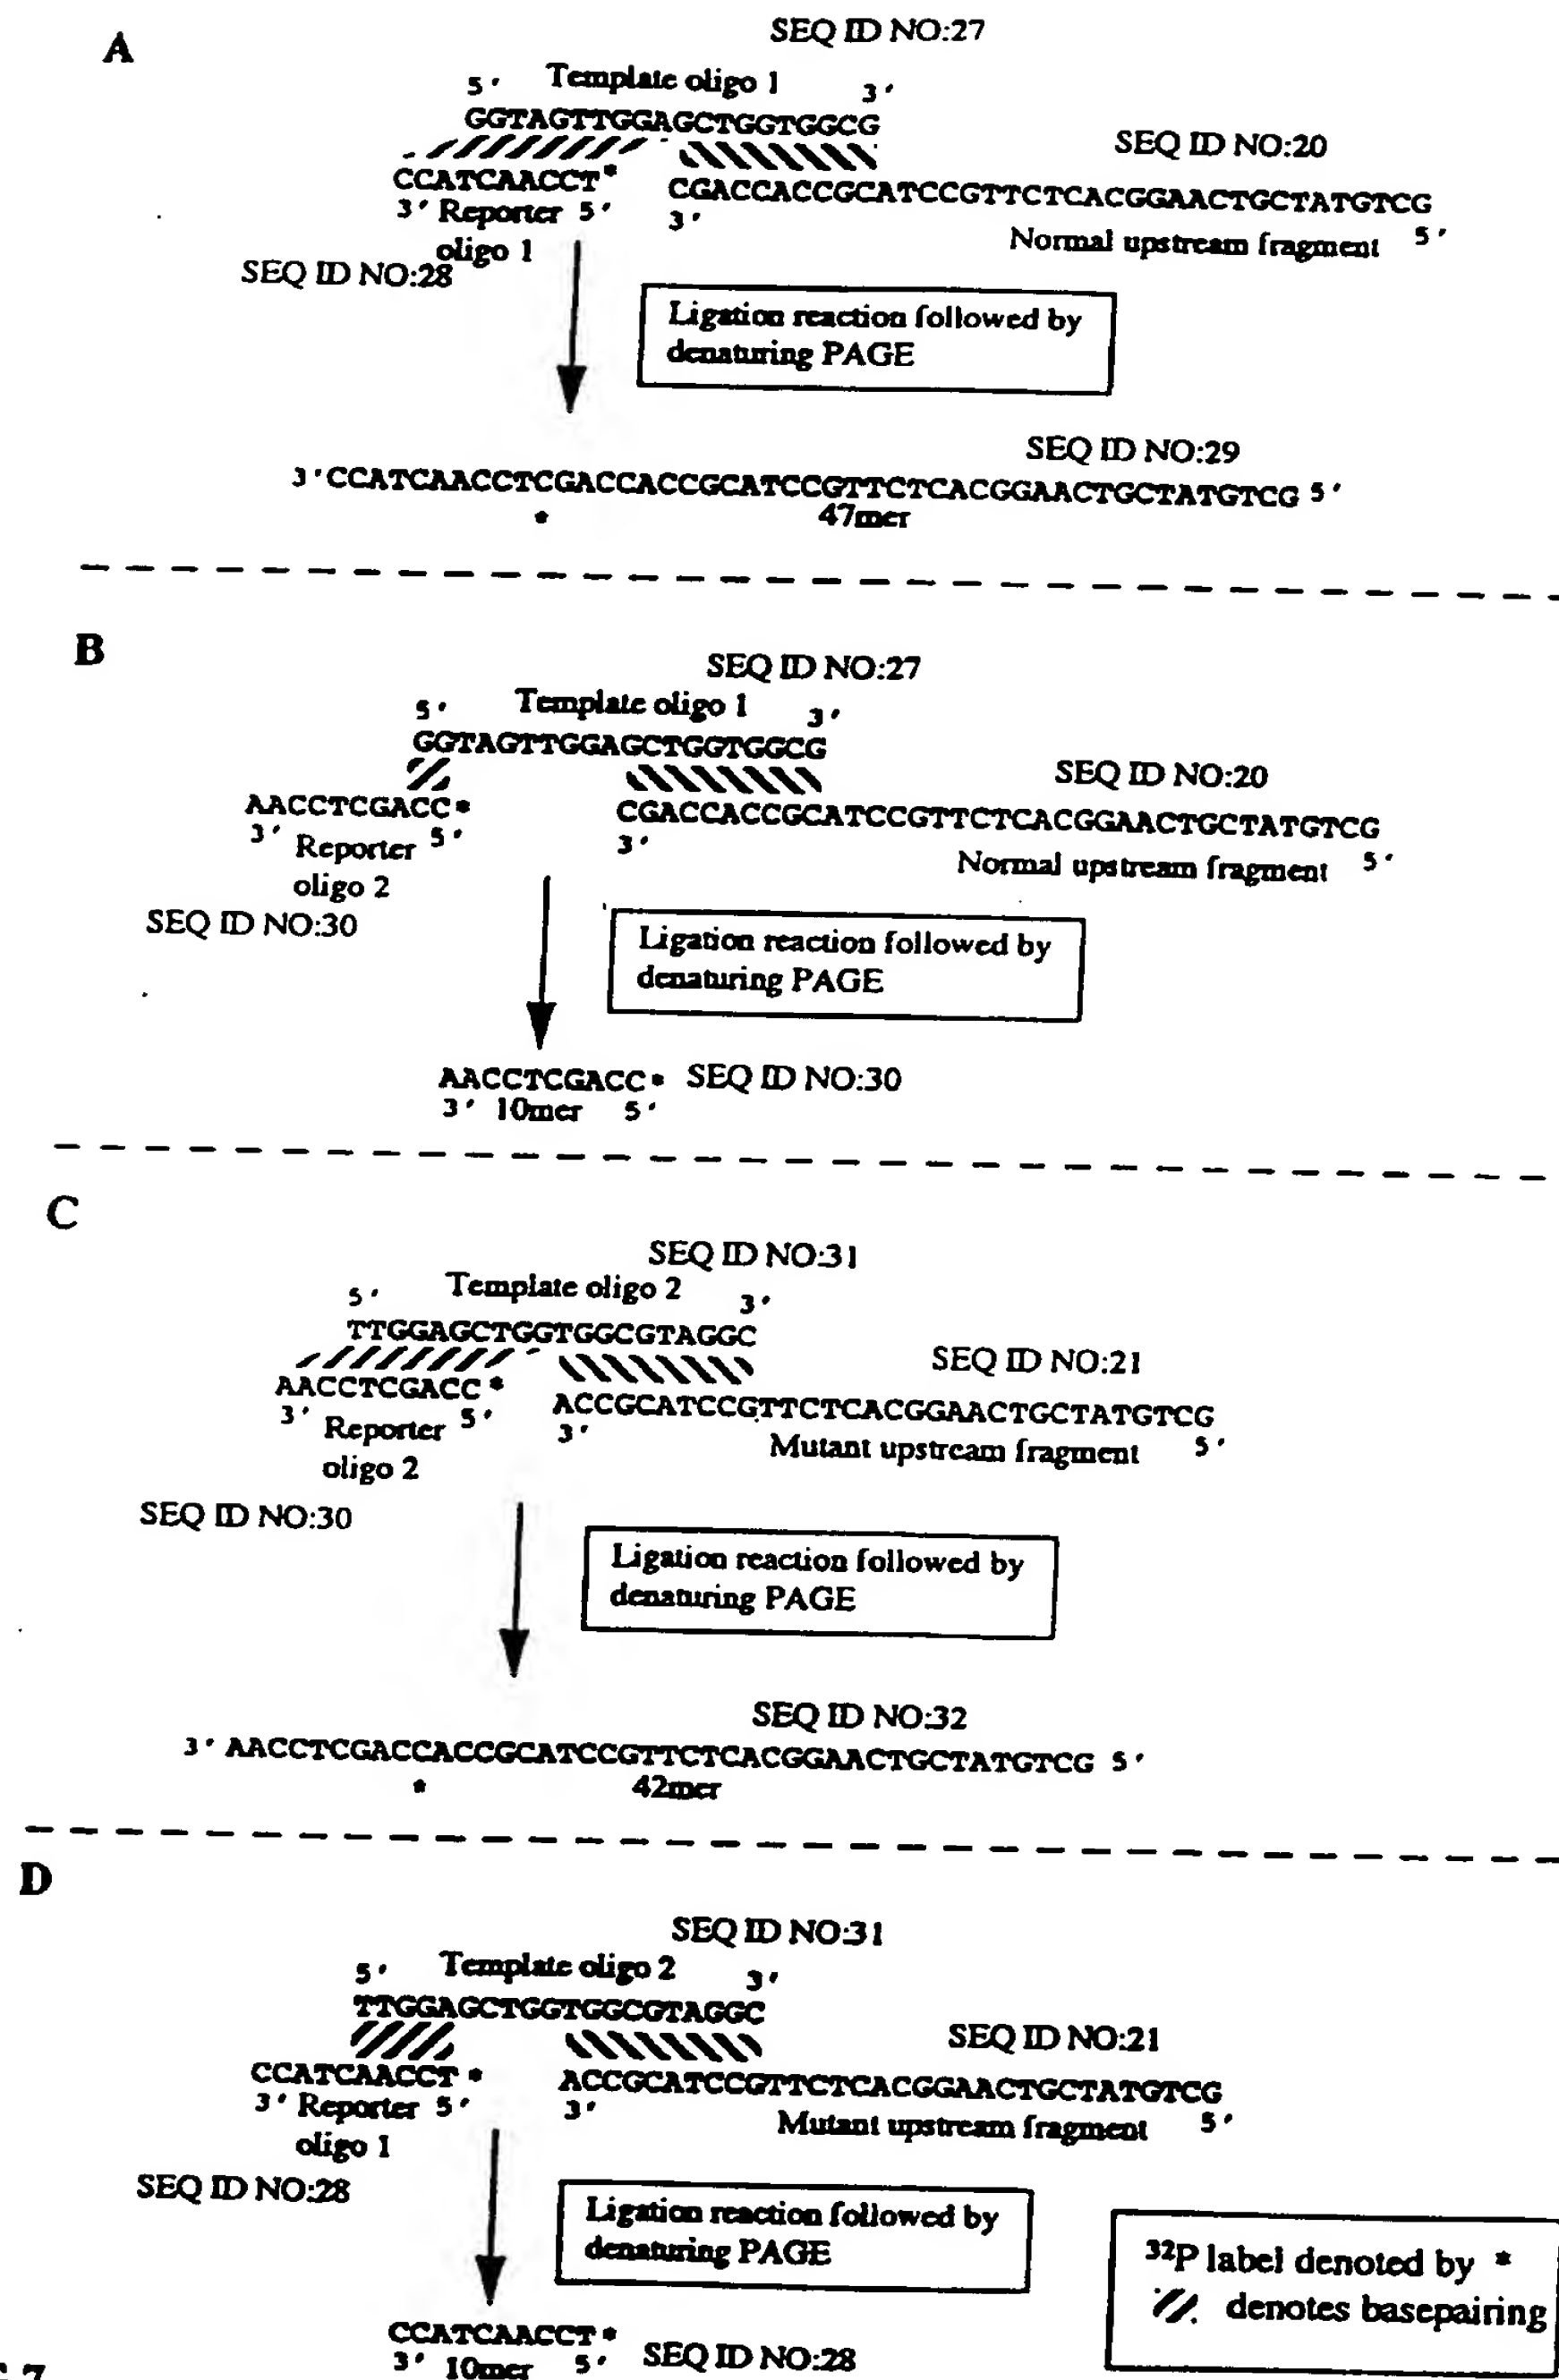 A
SEQ ID NO:27
5' Template oligo 1 3'
GGTAGTTGGAGCTGGTGGCG
SEQ ID NO:20
CCATCAACCT* CGACCACCGCATCCGTTCTCACGGAACTGCTATGTCG
3' Reporter 5' 3' Normal upstream fragment 5'
oligo 1
SEQ ID NO:28
Ligation reaction followed by
denaturing PAGE
SEQ ID NO:29
3'CCATCAACCTCGACCACCGCATCCGTTCTCACGGAACTGCTATGTCG 5'
* 47mer
B
SEQ ID NO:27
5' Template oligo 1 3'
GGTAGTTGGAGCTGGTGGCG
SEQ ID NO:20
AACCTCGACC* CGACCACCGCATCCGTTCTCACGGAACTGCTATGTCG
3' Reporter 5' 3' Normal upstream fragment 5'
oligo 2
SEQ ID NO:30
Ligation reaction followed by
denaturing PAGE
AACCTCGACC* SEQ ID NO:30
3' 10mer 5'
C
SEQ ID NO:31
5' Template oligo 2 3'
TTGGAGCTGGTGGCGTAGGC
SEQ ID NO:21
AACCTCGACC* ACCGCATCCGTTCTCACGGAACTGCTATGTCG
3' Reporter 5' 3' Mutant upstream fragment 5'
oligo 2
SEQ ID NO:30
Ligation reaction followed by
denaturing PAGE
SEQ ID NO:32
3' AACCTCGACCACCGCATCCGTTCTCACGGAACTGCTATGTCG 5'
* 42mer
D
SEQ ID NO:31
5' Template oligo 2 3'
TTGGAGCTGGTGGCGTAGGC
SEQ ID NO:21
CCATCAACCT* ACCGCATCCGTTCTCACGGAACTGCTATGTCG
3' Reporter 5' 3' Mutant upstream fragment 5'
oligo 1
SEQ ID NO:28
Ligation reaction followed by
denaturing PAGE
32P label denoted by *
denotes basepairing
CCATCAACCT* SEQ ID NO:28
3' 10mer 5'